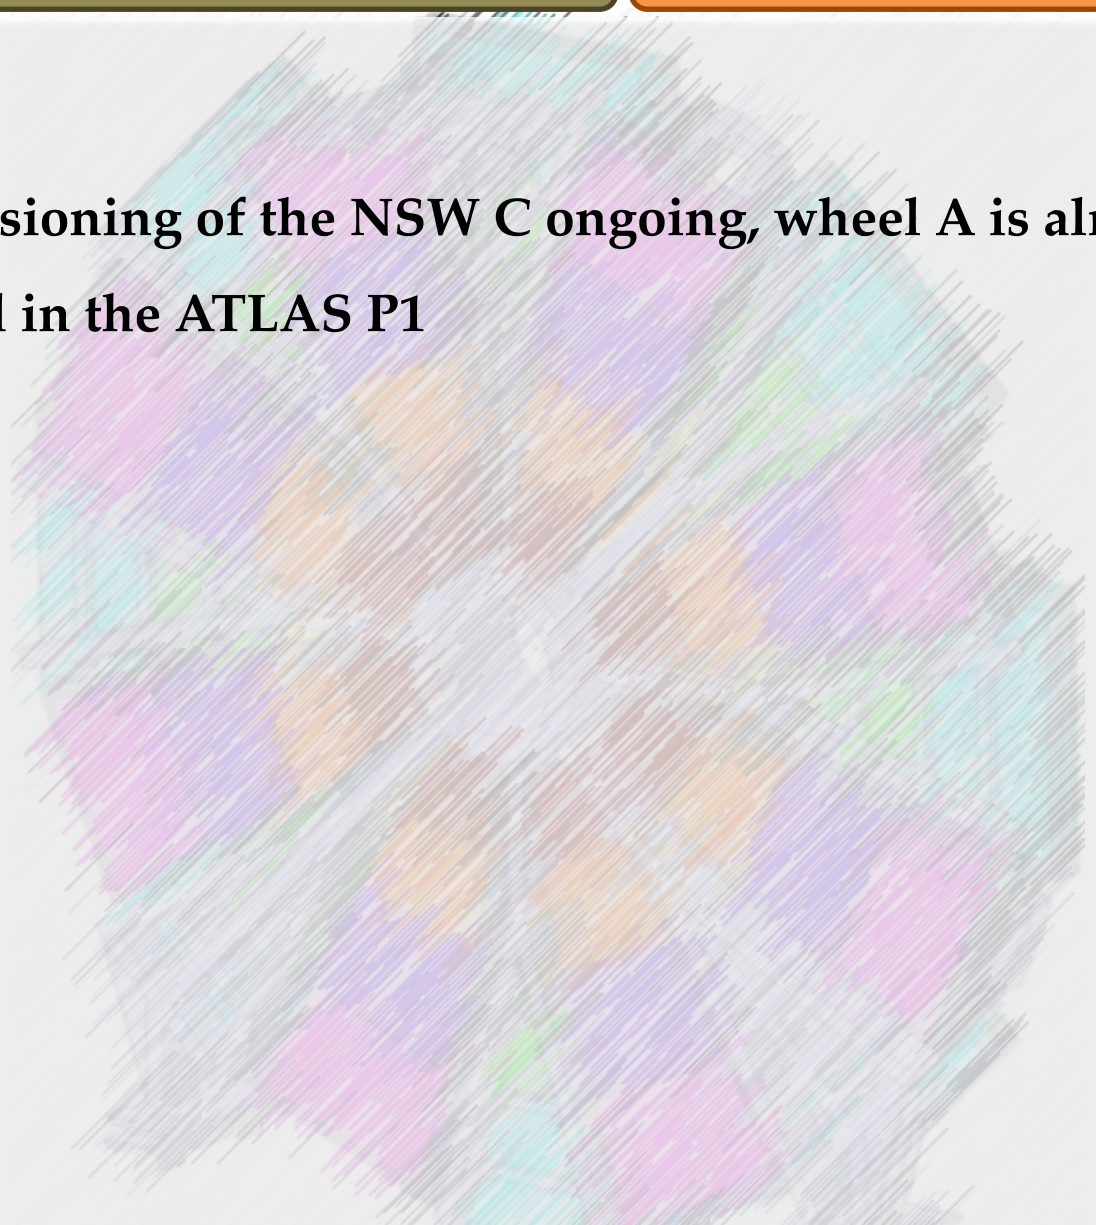 sioning of the NSW C ongoing, wheel A is al
in the ATLAS P1